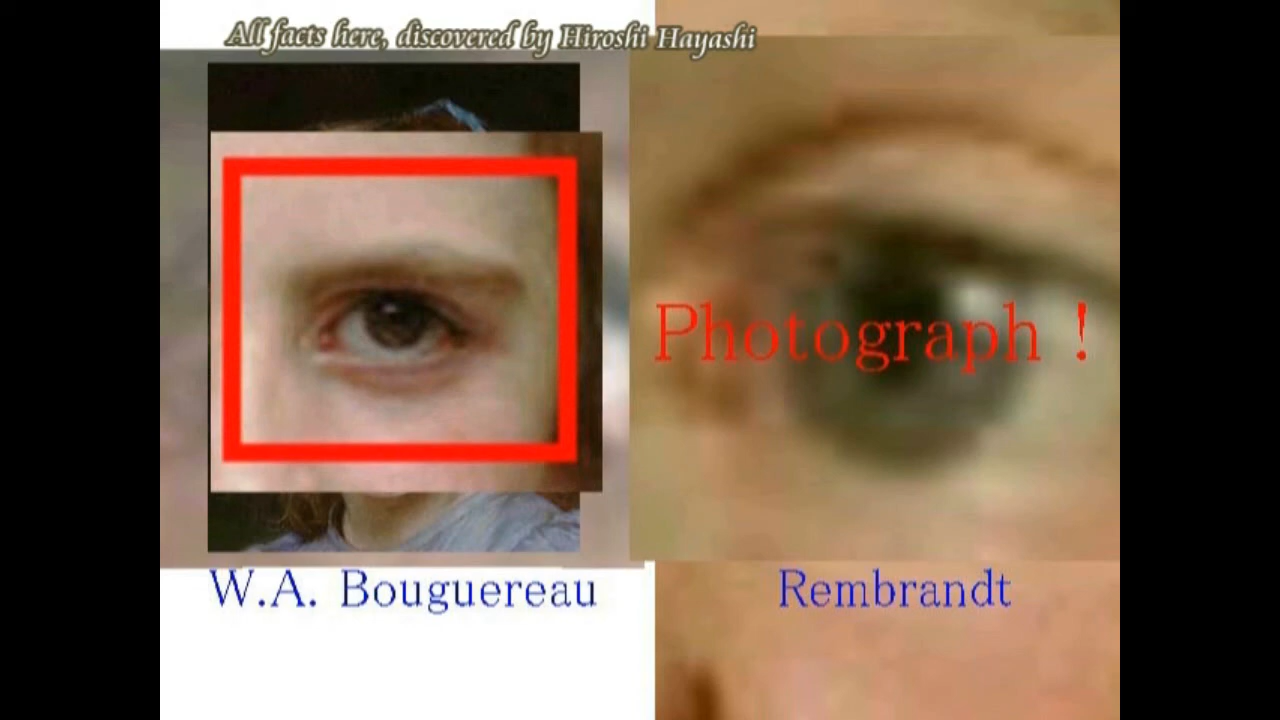 All facts here, discovered by Hiroshi Hayashi
Photograph !
W.A. Bouguereau
Rembrandt